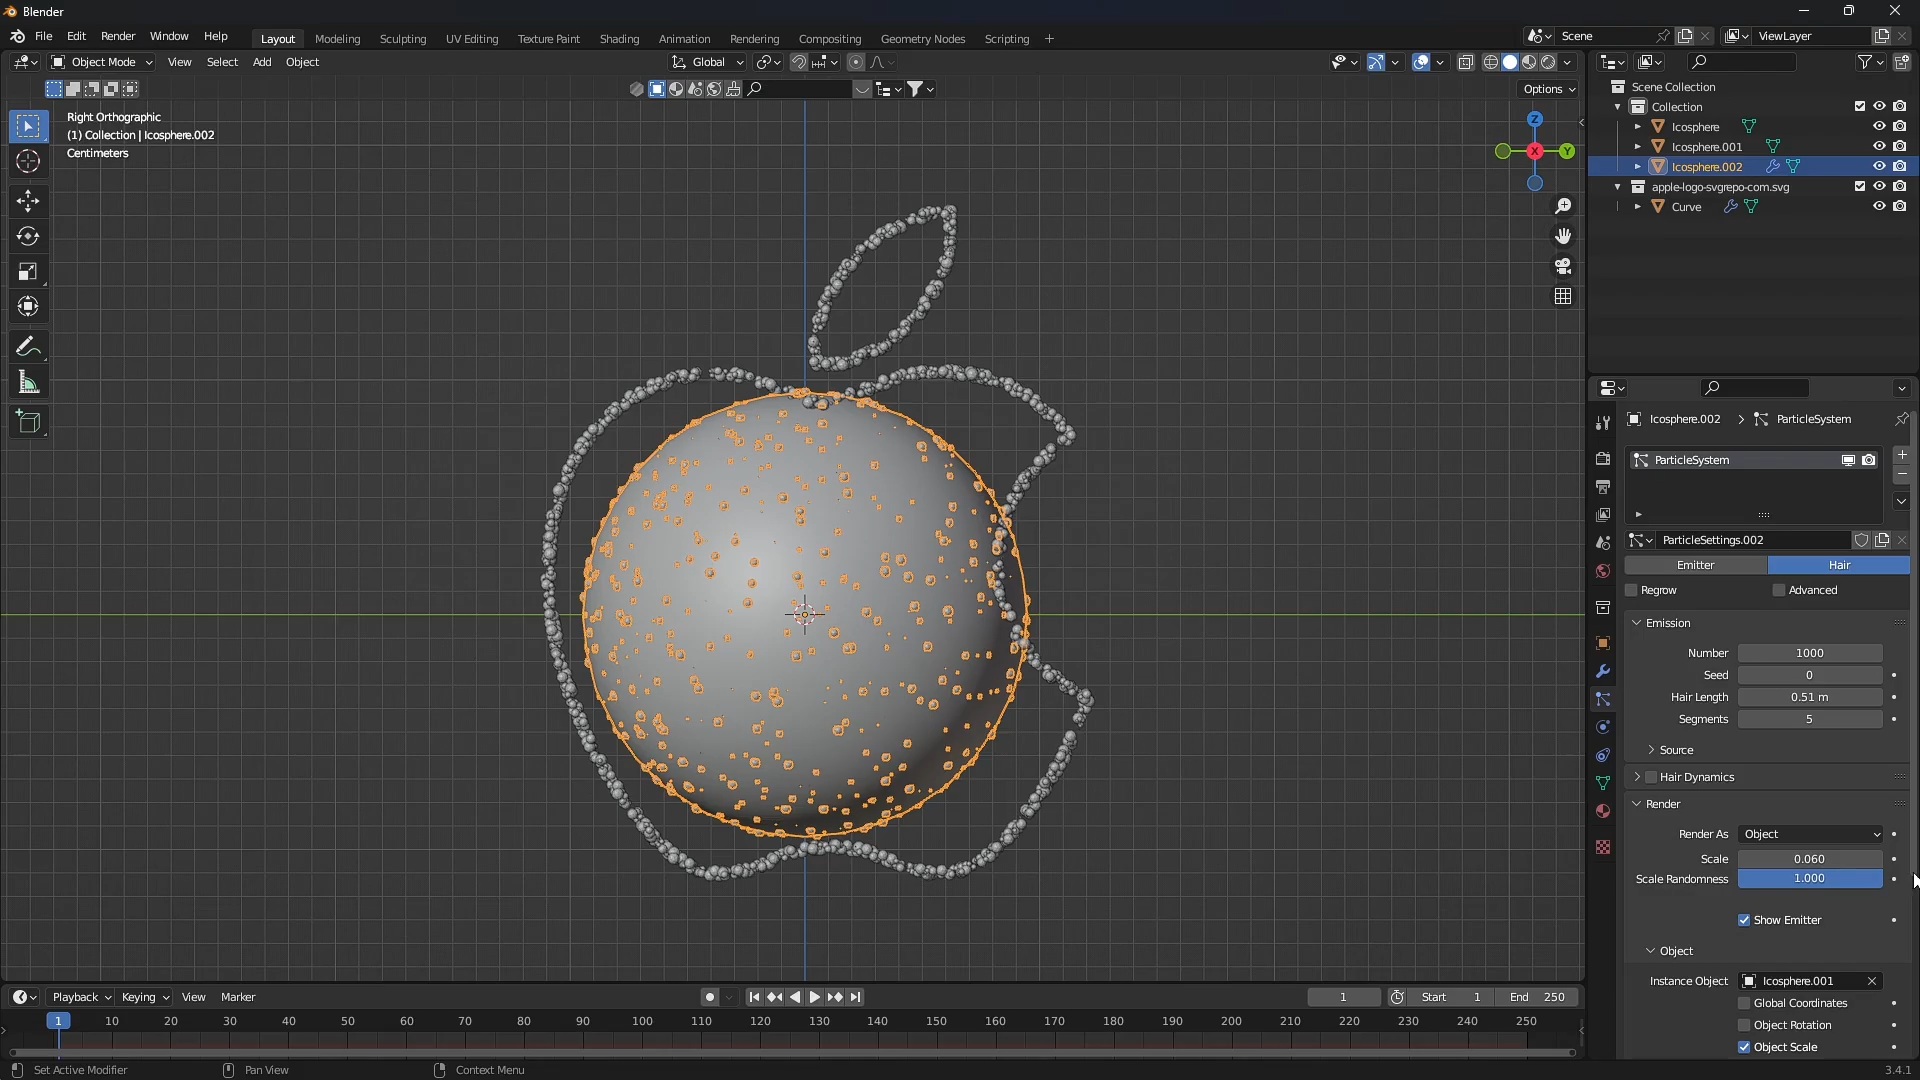 Blender
File Edit Render Window Help Layout Modeling Sculpting UV Editing Texture Paint Shading Animation Rendering Compositing Geometry Nodes Scripting + Scene ViewLayer
Object Mode View Select Add Object Global
Options
Right Orthographic
(1) Collection | Icosphere.002
Centimeters
Z
X
Y
Scene Collection
Collection
Icosphere
Icosphere.001
Icosphere.002
apple-logo-svgrepo-com.svg
Curve
Icosphere.002 > ParticleSystem
ParticleSystem
ParticleSettings.002
Emitter Hair
Regrow Advanced
Emission
Number 1000
Seed 0
Hair Length 0.51 m
Segments 5
Source
Hair Dynamics
Render
Render As Object
Scale 0.060
Scale Randomness 1.000
Show Emitter
Object
Instance Object Icosphere.001
Global Coordinates
Object Rotation
Object Scale
Playback Keying View Marker 1 Start 1 End 250
1 10 20 30 40 50 60 70 80 90 100 110 120 130 140 150 160 170 180 190 200 210 220 230 240 250
Set Active Modifier Pan View Context Menu 3.4.1